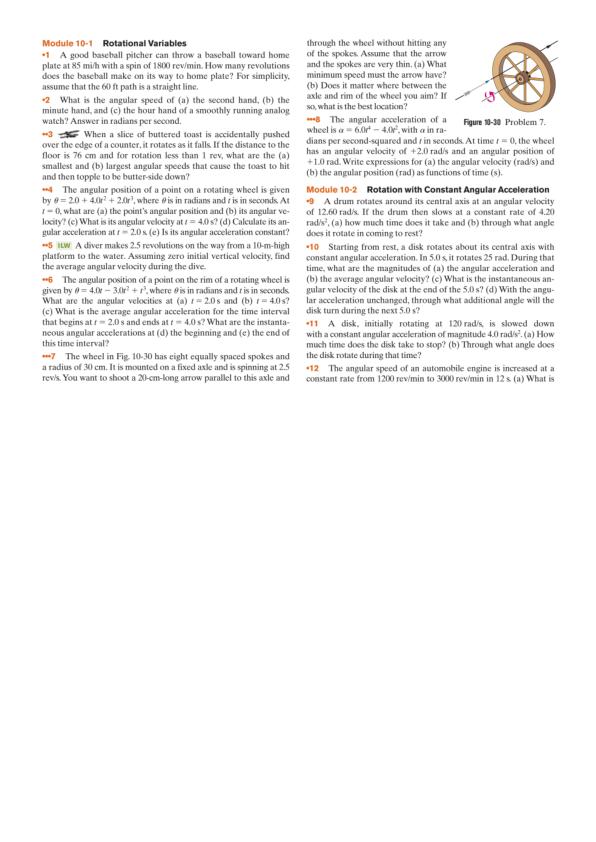 Module 10-1 Rotational Variables
•1 A good baseball pitcher can throw a baseball toward home
plate at 85 mi/h with a spin of 1800 rev/min. How many revolutions
does the baseball make on its way to home plate? For simplicity,
assume that the 60 ft path is a straight line.
•2 What is the angular speed of (a) the second hand, (b) the
minute hand, and (c) the hour hand of a smoothly running analog
watch? Answer in radians per second.
••3 When a slice of buttered toast is accidentally pushed
over the edge of a counter, it rotates as it falls. If the distance to the
floor is 76 cm and for rotation less than 1 rev, what are the (a)
smallest and (b) largest angular speeds that cause the toast to hit
and then topple to be butter-side down?
••4 The angular position of a point on a rotating wheel is given
by θ = 2.0 + 4.0t² + 2.0t³, where θ is in radians and t is in seconds. At
t = 0, what are (a) the point's angular position and (b) its angular ve-
locity? (c) What is its angular velocity at t = 4.0 s? (d) Calculate its an-
gular acceleration at t = 2.0 s. (e) Is its angular acceleration constant?
••5 ILW A diver makes 2.5 revolutions on the way from a 10-m-high
platform to the water. Assuming zero initial vertical velocity, find
the average angular velocity during the dive.
••6 The angular position of a point on the rim of a rotating wheel is
given by θ = 4.0t − 3.0t² + t³, where θ is in radians and t is in seconds.
What are the angular velocities at (a) t = 2.0 s and (b) t = 4.0 s?
(c) What is the average angular acceleration for the time interval
that begins at t = 2.0 s and ends at t = 4.0 s? What are the instanta-
neous angular accelerations at (d) the beginning and (e) the end of
this time interval?
•••7 The wheel in Fig. 10-30 has eight equally spaced spokes and
a radius of 30 cm. It is mounted on a fixed axle and is spinning at 2.5
rev/s. You want to shoot a 20-cm-long arrow parallel to this axle and
through the wheel without hitting any
of the spokes. Assume that the arrow
and the spokes are very thin. (a) What
minimum speed must the arrow have?
(b) Does it matter where between the
axle and rim of the wheel you aim? If
so, what is the best location?
Figure 10-30 Problem 7.
•••8 The angular acceleration of a
wheel is α = 6.0t⁴ − 4.0t², with α in ra-
dians per second-squared and t in seconds. At time t = 0, the wheel
has an angular velocity of +2.0 rad/s and an angular position of
+1.0 rad. Write expressions for (a) the angular velocity (rad/s) and
(b) the angular position (rad) as functions of time (s).
Module 10-2 Rotation with Constant Angular Acceleration
•9 A drum rotates around its central axis at an angular velocity
of 12.60 rad/s. If the drum then slows at a constant rate of 4.20
rad/s², (a) how much time does it take and (b) through what angle
does it rotate in coming to rest?
•10 Starting from rest, a disk rotates about its central axis with
constant angular acceleration. In 5.0 s, it rotates 25 rad. During that
time, what are the magnitudes of (a) the angular acceleration and
(b) the average angular velocity? (c) What is the instantaneous an-
gular velocity of the disk at the end of the 5.0 s? (d) With the angu-
lar acceleration unchanged, through what additional angle will the
disk turn during the next 5.0 s?
•11 A disk, initially rotating at 120 rad/s, is slowed down
with a constant angular acceleration of magnitude 4.0 rad/s². (a) How
much time does the disk take to stop? (b) Through what angle does
the disk rotate during that time?
•12 The angular speed of an automobile engine is increased at a
constant rate from 1200 rev/min to 3000 rev/min in 12 s. (a) What is